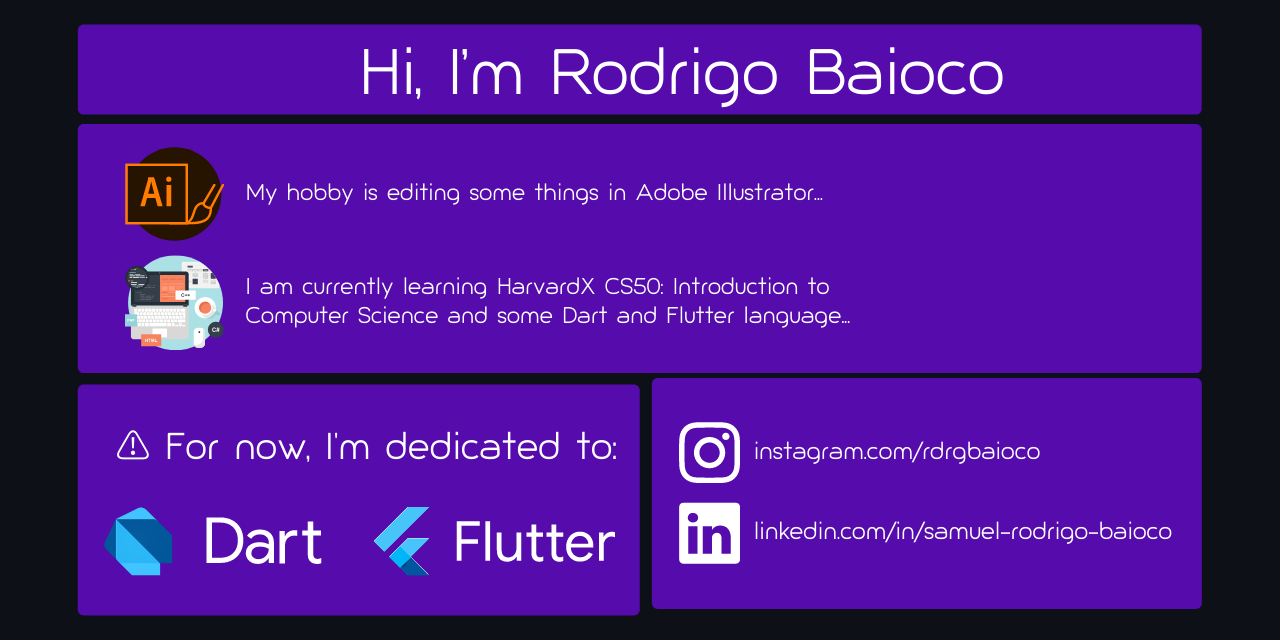 Hi, I'm Rodrigo Baioco
Ai
My hobby is editing some things in Adobe Illustrator...
C++
C#
HTML
I am currently learning HarvardX CS50: Introduction to
Computer Science and some Dart and Flutter language...
For now, I'm dedicated to:
Dart
Flutter
instagram.com/rdrgbaioco
in
linkedin.com/in/samuel-rodrigo-baioco